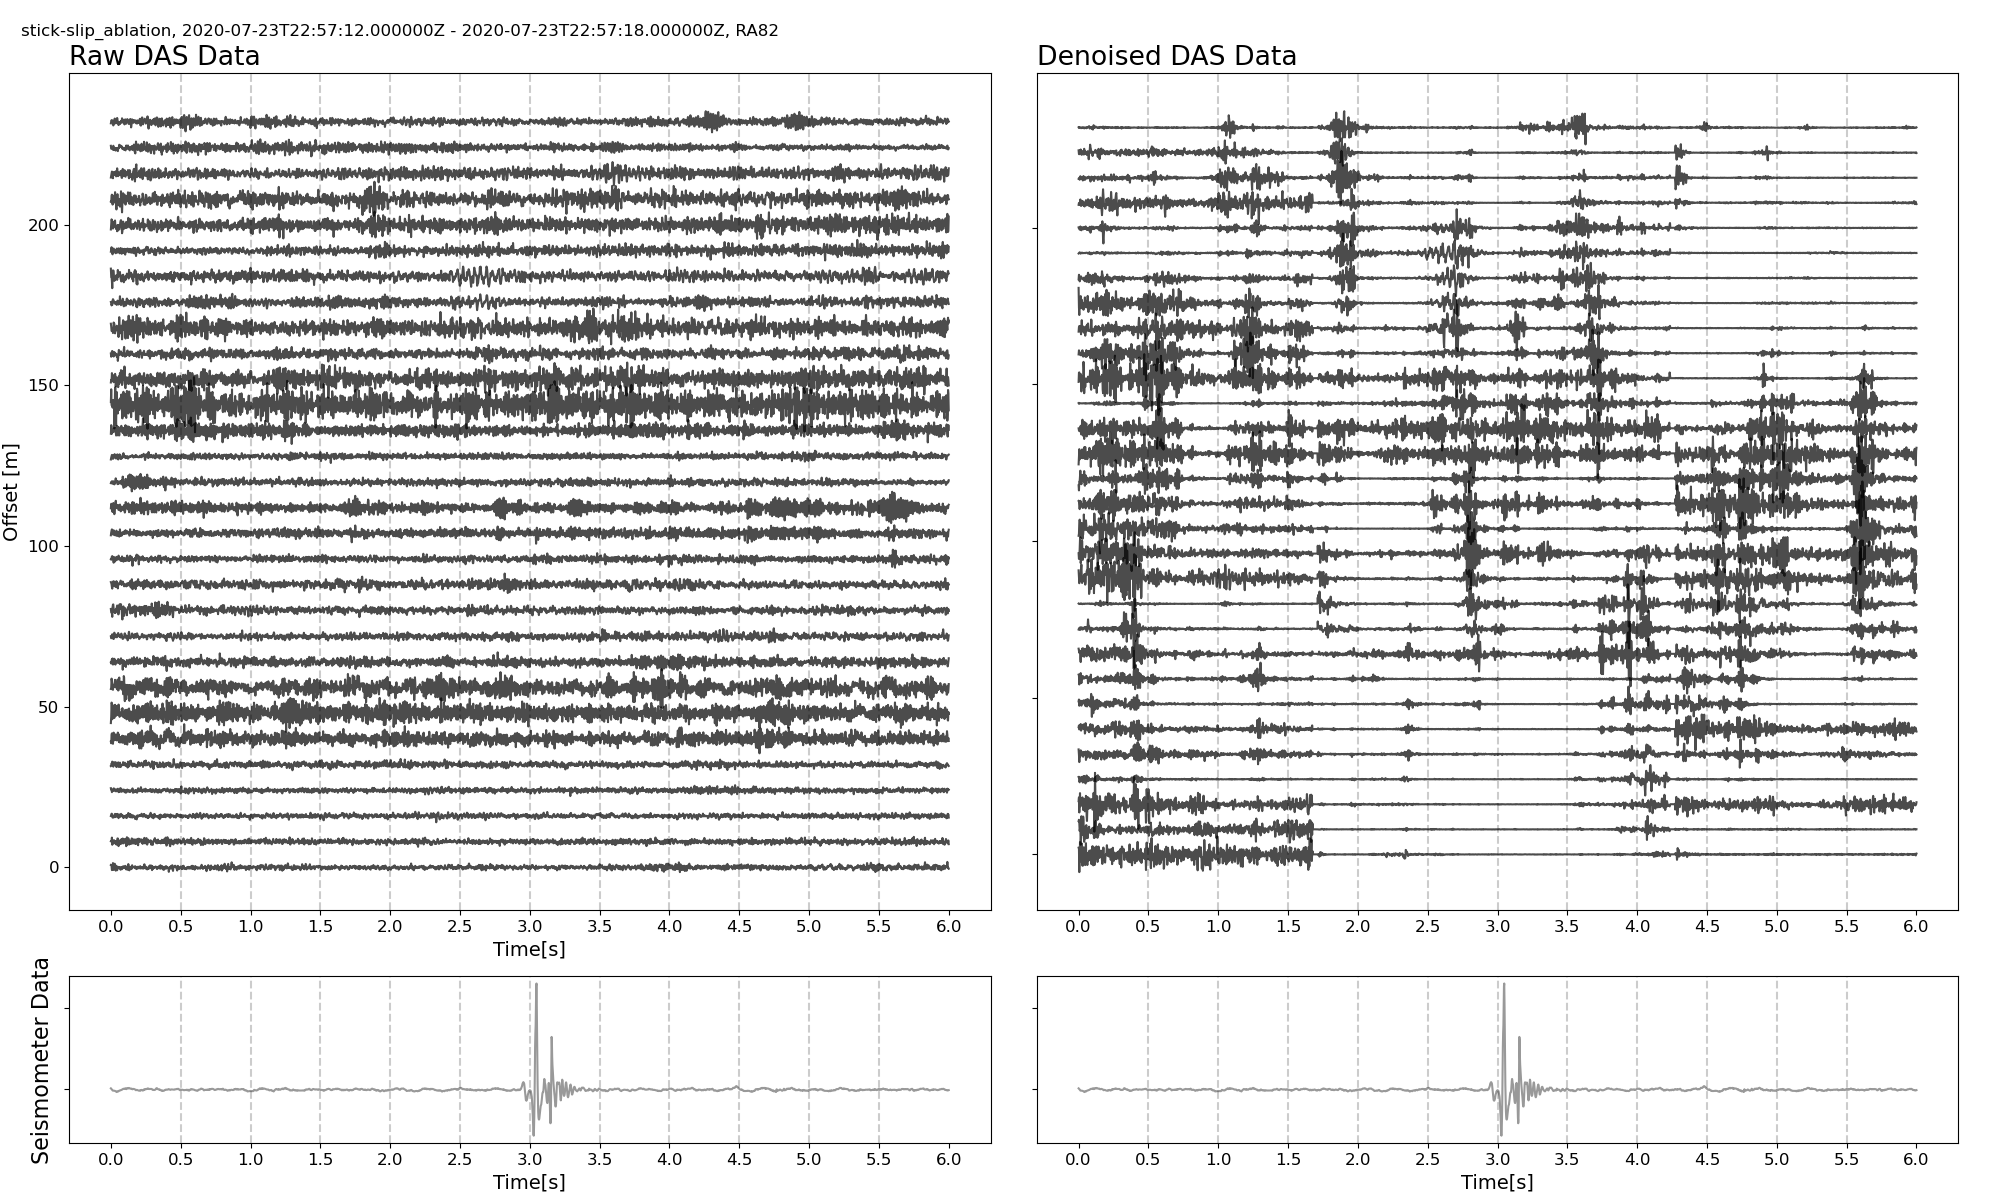 stick-slip_ablation, 2020-07-23T22:57:12.000000Z - 2020-07-23T22:57:18.000000Z, RA82
Raw DAS Data
Denoised DAS Data
Offset [m]
200
150
100
50
0
0.0 0.5 1.0 1.5 2.0 2.5 3.0 3.5 4.0 4.5 5.0 5.5 6.0
Time[s]
0.0 0.5 1.0 1.5 2.0 2.5 3.0 3.5 4.0 4.5 5.0 5.5 6.0
Seismometer Data
0.0 0.5 1.0 1.5 2.0 2.5 3.0 3.5 4.0 4.5 5.0 5.5 6.0
Time[s]
0.0 0.5 1.0 1.5 2.0 2.5 3.0 3.5 4.0 4.5 5.0 5.5 6.0
Time[s]